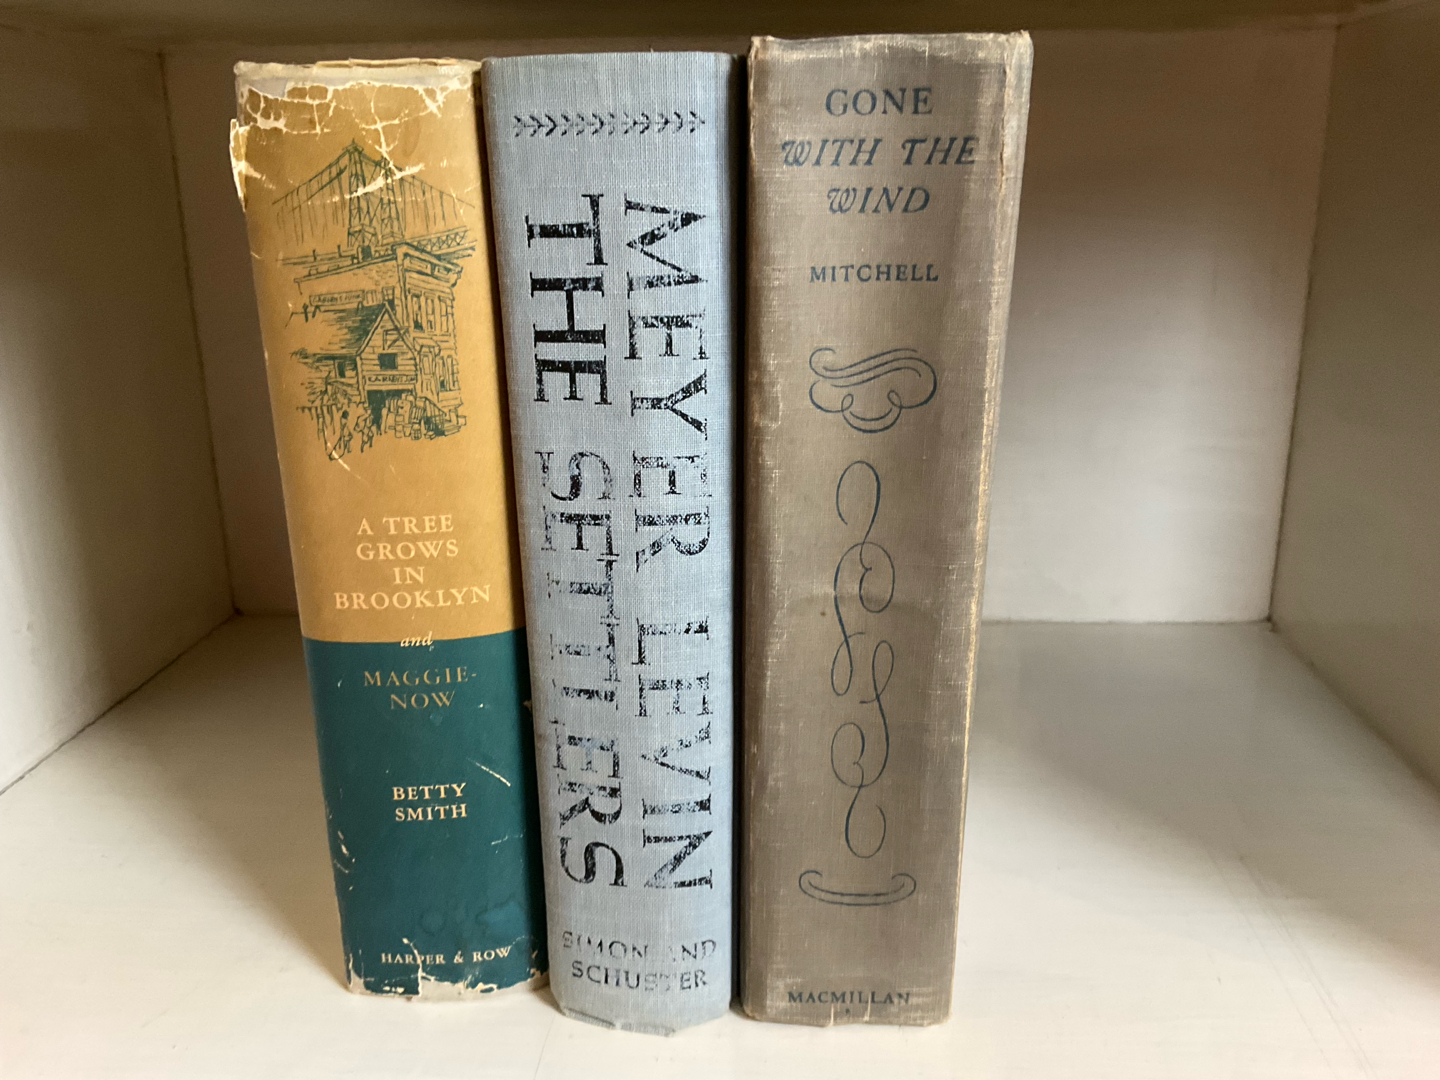 A TREE
GROWS
IN
BROOKLYN
and
MAGGIE-
NOW
BETTY
SMITH
HARPER & ROW
MEYER LEVIN
THE SETTLERS
SIMON AND
SCHUSTER
GONE
WITH THE
WIND
MITCHELL
MACMILLAN